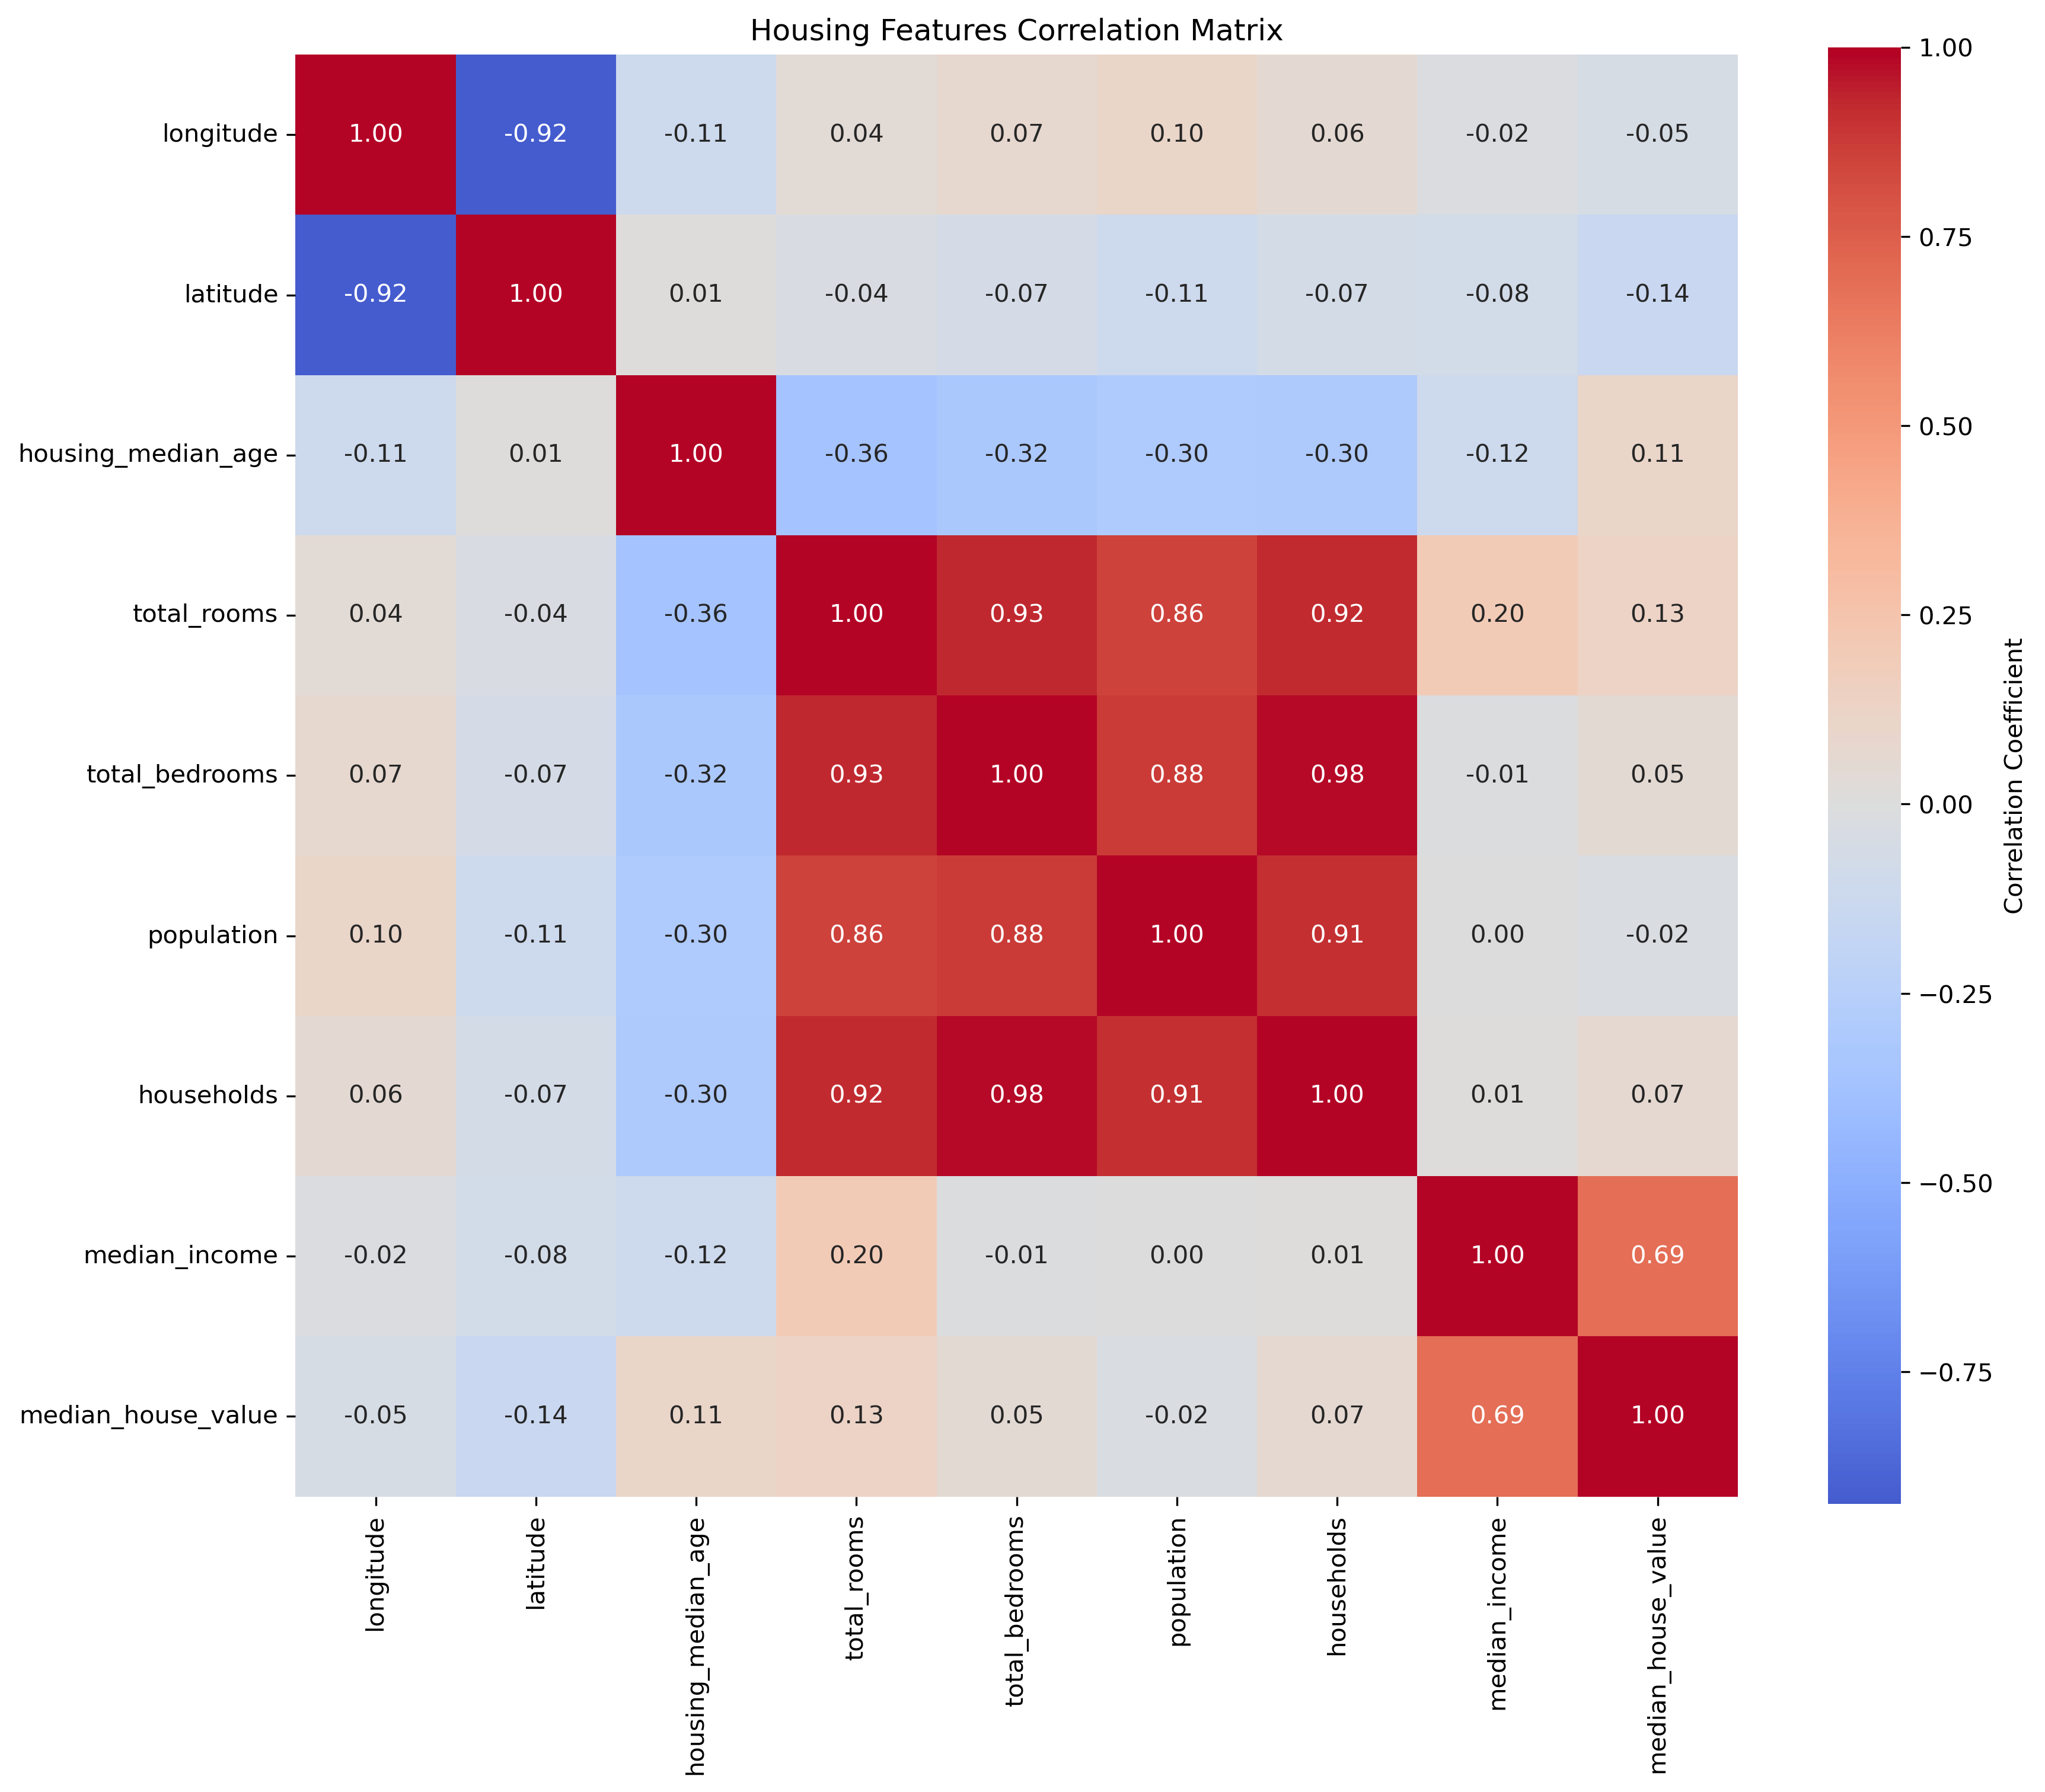 Housing Features Correlation Matrix
longitude 1.00 -0.92 -0.11 0.04 0.07 0.10 0.06 -0.02 -0.05
latitude -0.92 1.00 0.01 -0.04 -0.07 -0.11 -0.07 -0.08 -0.14
housing_median_age -0.11 0.01 1.00 -0.36 -0.32 -0.30 -0.30 -0.12 0.11
total_rooms 0.04 -0.04 -0.36 1.00 0.93 0.86 0.92 0.20 0.13
total_bedrooms 0.07 -0.07 -0.32 0.93 1.00 0.88 0.98 -0.01 0.05
population 0.10 -0.11 -0.30 0.86 0.88 1.00 0.91 0.00 -0.02
households 0.06 -0.07 -0.30 0.92 0.98 0.91 1.00 0.01 0.07
median_income -0.02 -0.08 -0.12 0.20 -0.01 0.00 0.01 1.00 0.69
median_house_value -0.05 -0.14 0.11 0.13 0.05 -0.02 0.07 0.69 1.00
longitude
latitude
housing_median_age
total_rooms
total_bedrooms
population
households
median_income
median_house_value
1.00
0.75
0.50
0.25
0.00
−0.25
−0.50
−0.75
Correlation Coefficient